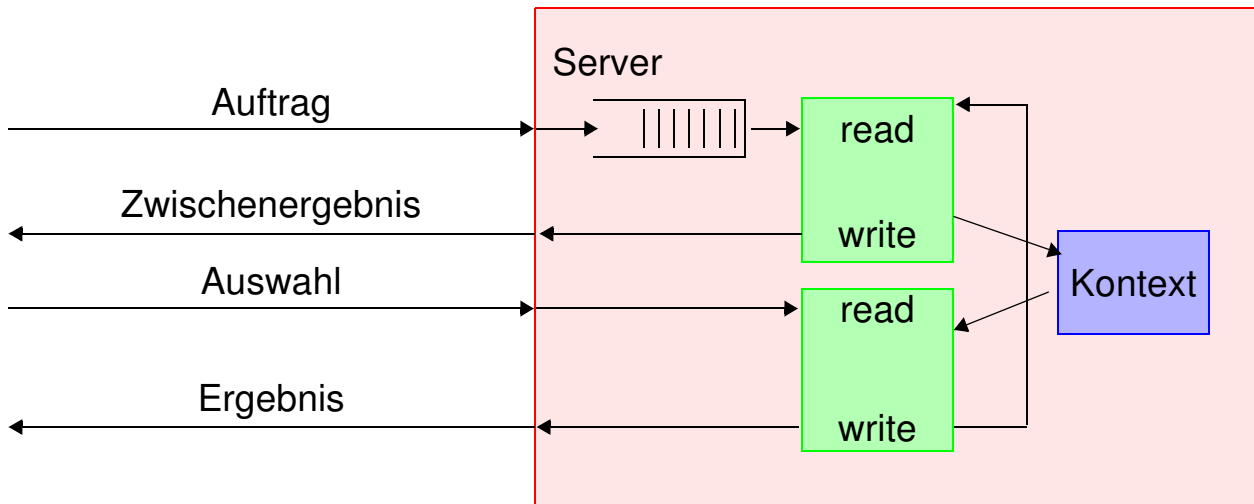 Server
Auftrag
read
Zwischenergebnis
write
Auswahl
Kontext
read
Ergebnis
write